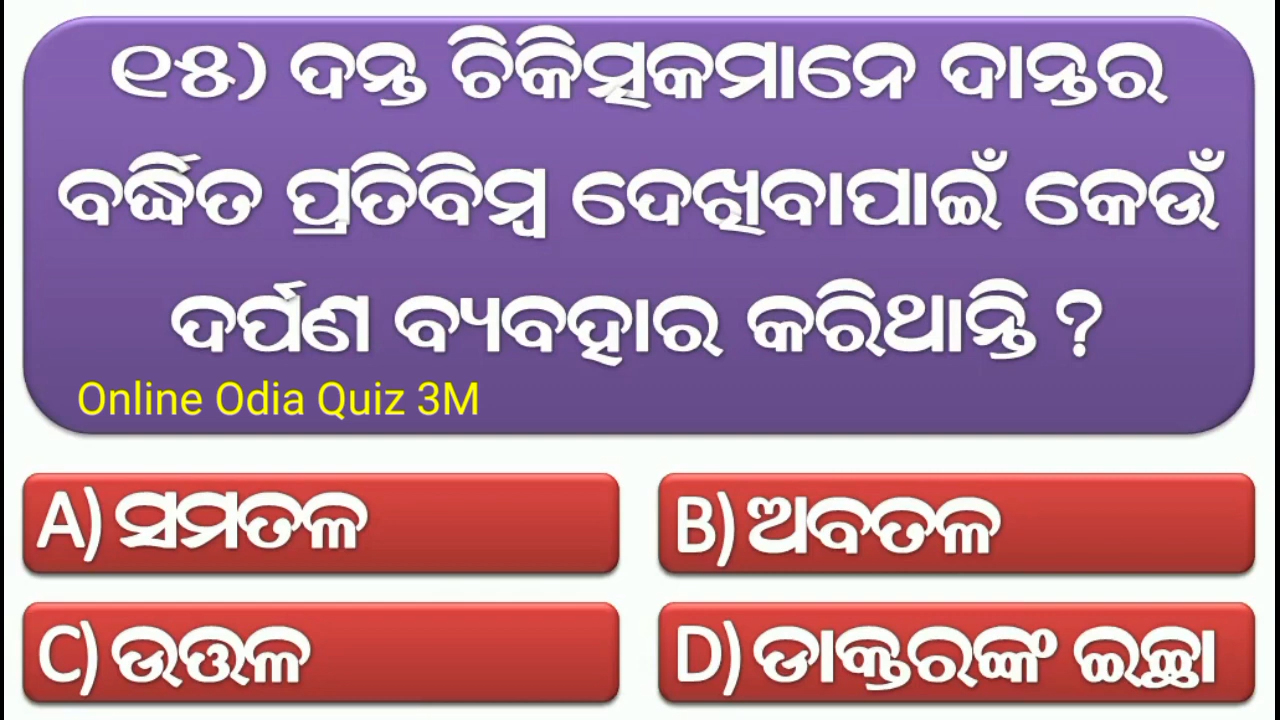 ୧୫) ଦନ୍ତ ଚିକିତ୍ସକମାନେ ଦାନ୍ତର
ବର୍ଦ୍ଧିତ ପ୍ରତିବିମ୍ବ ଦେଖିବାପାଇଁ କେଉଁ
ଦର୍ପଣ ବ୍ୟବହାର କରିଥାନ୍ତି ?
Online Odia Quiz 3M
A) ସମତଳ
B) ଅବତଳ
C) ଉତ୍ତଳ
D) ଡାକ୍ତରଙ୍କ ଇଚ୍ଛା